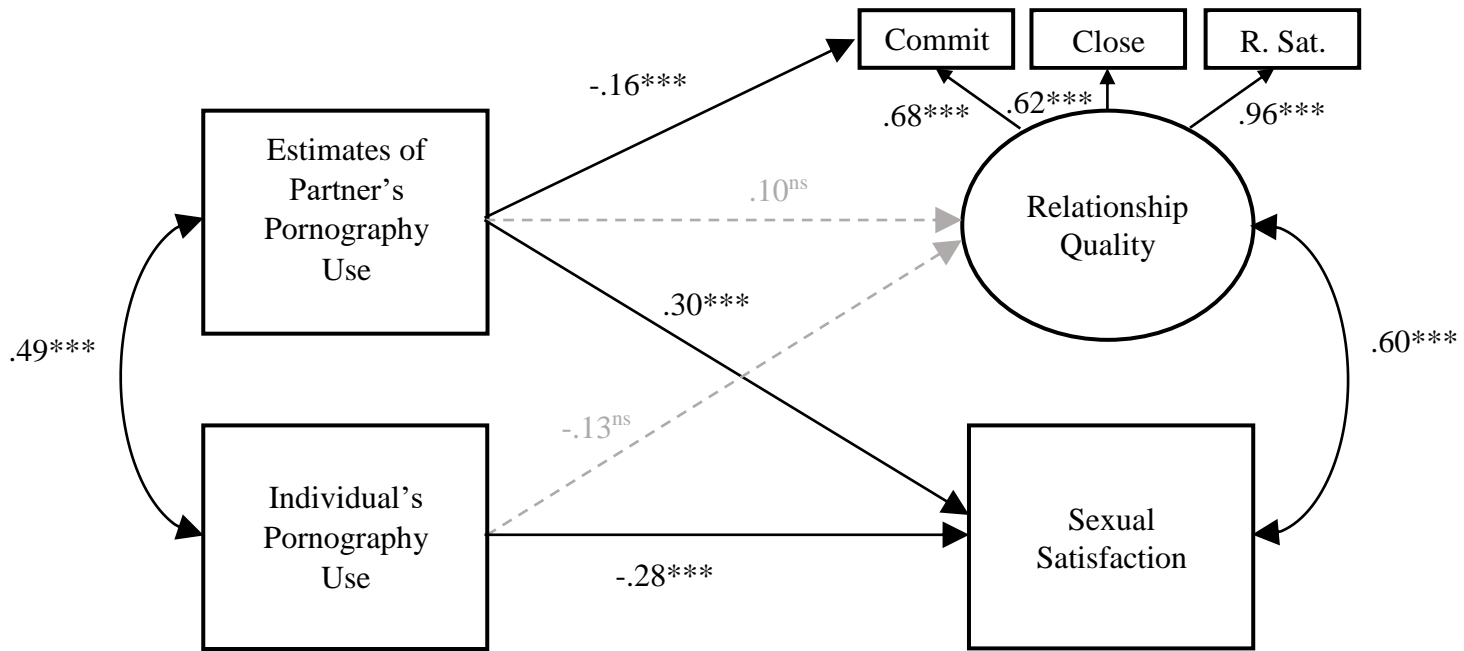 Commit
Close
R. Sat.
-.16***
.68***
.62***
.96***
Estimates of
Partner’s
Pornography
Use
.10ns
Relationship
Quality
.30***
.49***
.60***
-.13ns
Individual’s
Pornography
Use
Sexual
Satisfaction
-.28***